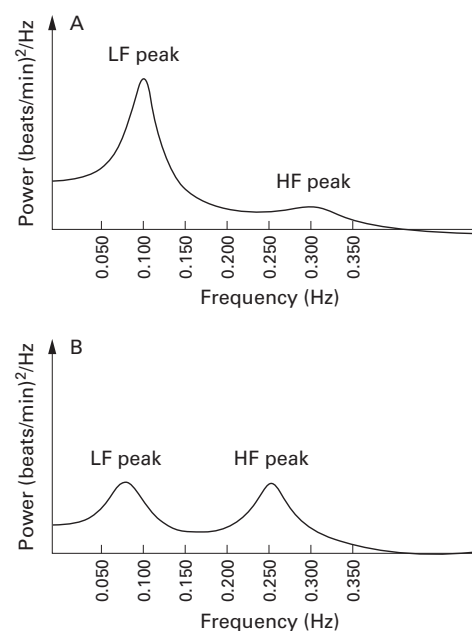 A
LF peak
HF peak
Power (beats/min)²/Hz
0.050 0.100 0.150 0.200 0.250 0.300 0.350
Frequency (Hz)
B
LF peak HF peak
Power (beats/min)²/Hz
0.050 0.100 0.150 0.200 0.250 0.300 0.350
Frequency (Hz)